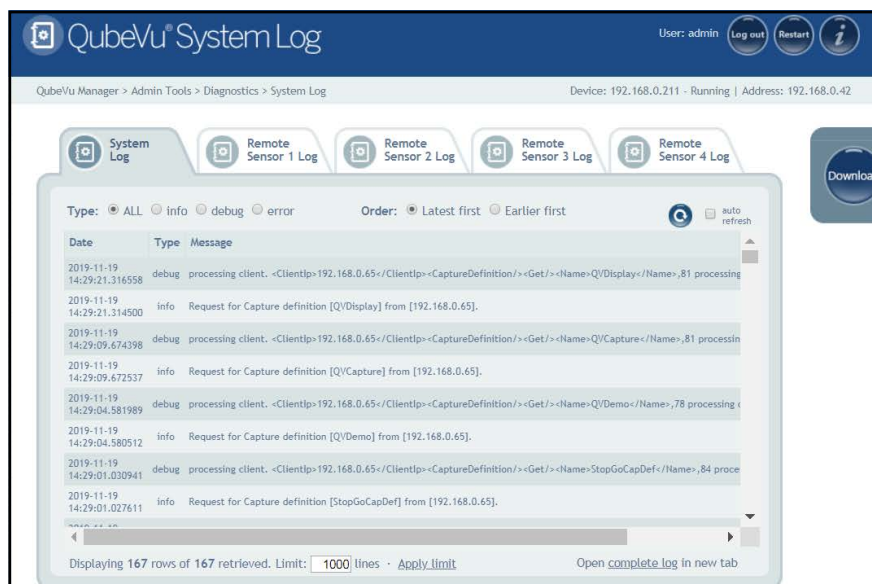 QubeVu® System Log
User: admin
Log out
Restart
i
QubeVu Manager > Admin Tools > Diagnostics > System Log
Device: 192.168.0.211 - Running | Address: 192.168.0.42
System Log
Remote Sensor 1 Log
Remote Sensor 2 Log
Remote Sensor 3 Log
Remote Sensor 4 Log
Downloa
Type: ALL info debug error
Order: Latest first Earlier first
auto refresh
Date Type Message
2019-11-19 14:29:21.316558 debug processing client. <ClientIp>192.168.0.65</ClientIp><CaptureDefinition/><Get/><Name>QVDisplay</Name>,81 processing
2019-11-19 14:29:21.314500 info Request for Capture definition [QVDisplay] from [192.168.0.65].
2019-11-19 14:29:09.674398 debug processing client. <ClientIp>192.168.0.65</ClientIp><CaptureDefinition/><Get/><Name>QVCapture</Name>,81 processin
2019-11-19 14:29:09.672537 info Request for Capture definition [QVCapture] from [192.168.0.65].
2019-11-19 14:29:04.581989 debug processing client. <ClientIp>192.168.0.65</ClientIp><CaptureDefinition/><Get/><Name>QVDemo</Name>,78 processing
2019-11-19 14:29:04.580512 info Request for Capture definition [QVDemo] from [192.168.0.65].
2019-11-19 14:29:01.030941 debug processing client. <ClientIp>192.168.0.65</ClientIp><CaptureDefinition/><Get/><Name>StopGoCapDef</Name>,84 proce
2019-11-19 14:29:01.027611 info Request for Capture definition [StopGoCapDef] from [192.168.0.65].
Displaying 167 rows of 167 retrieved. Limit: 1000 lines · Apply limit
Open complete log in new tab